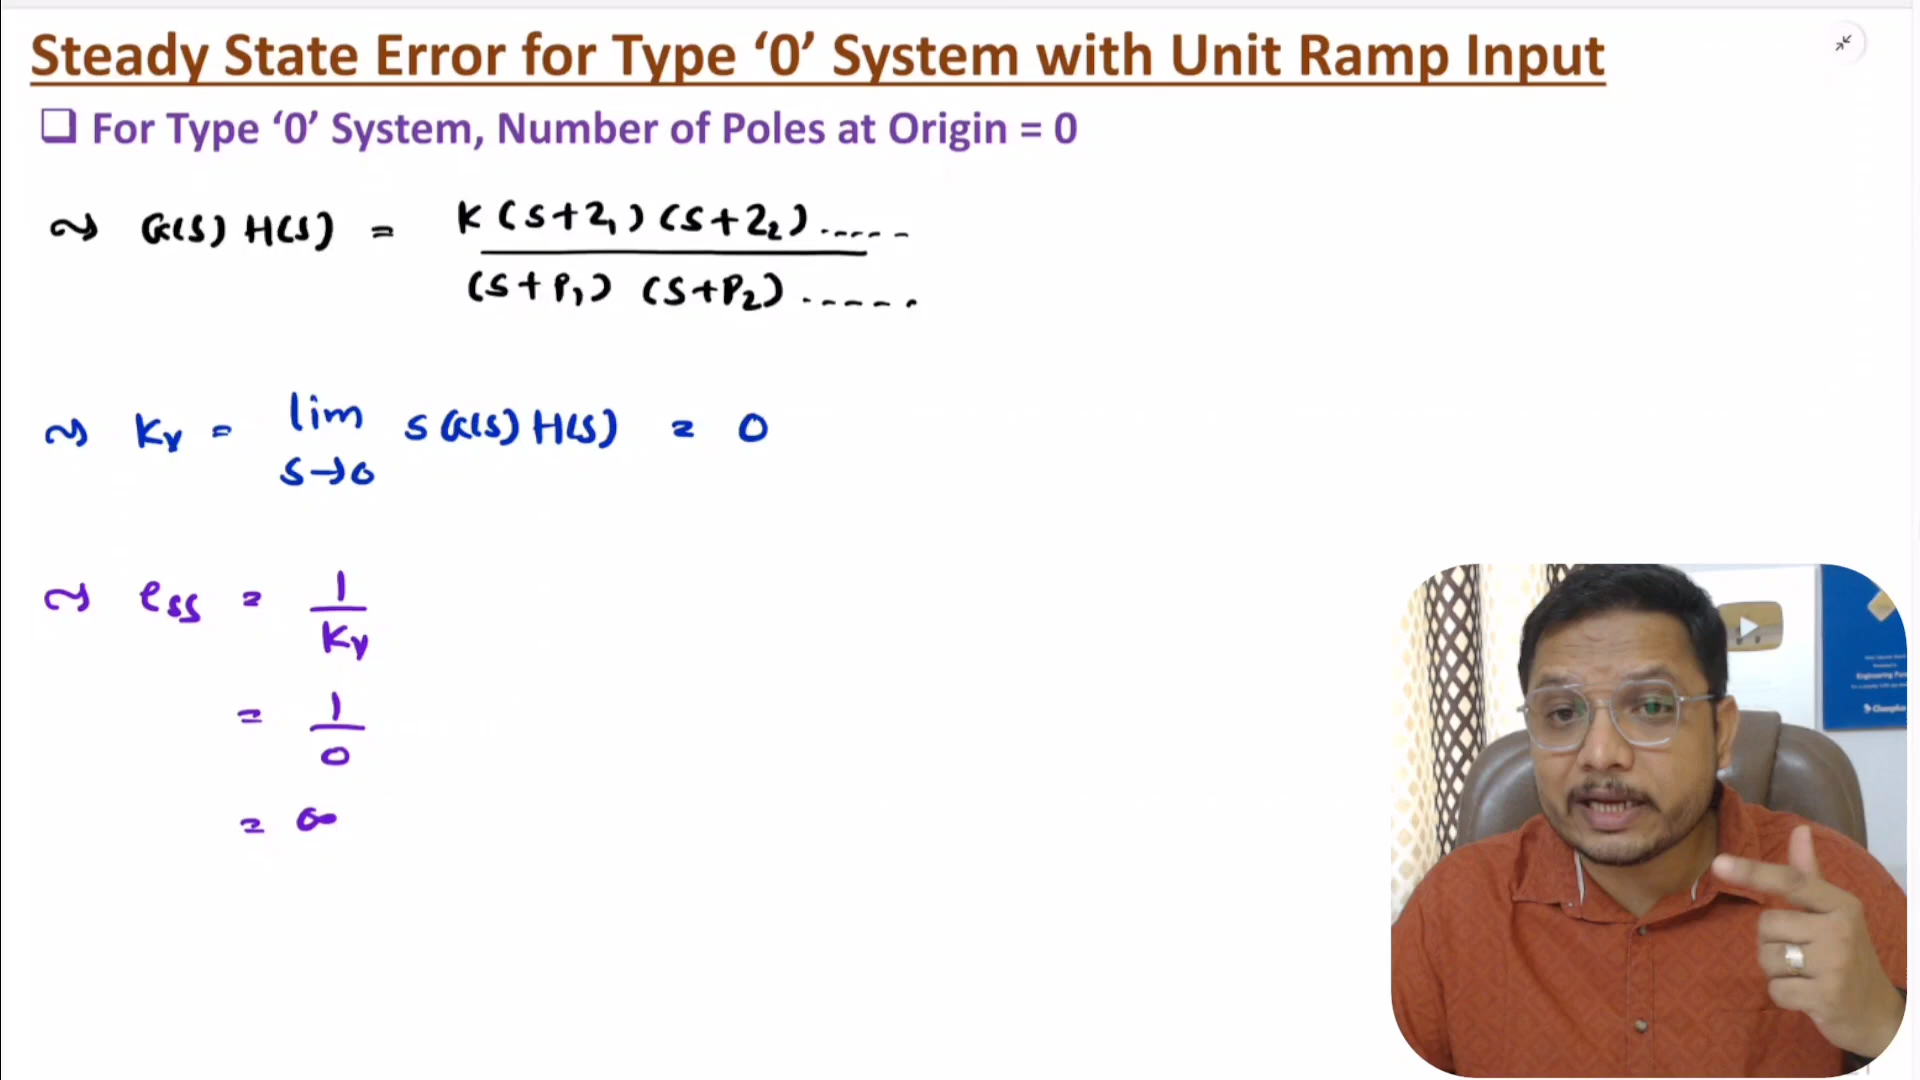 Steady State Error for Type ‘0’ System with Unit Ramp Input
❑ For Type ‘0’ System, Number of Poles at Origin = 0
G(s) H(s) = K (s+z₁) (s+z₂) .....
(s+p₁) (s+p₂) .....
Kv = lim s G(s) H(s) = 0
s→0
ess = 1
Kv
= 1
0
= ∞
Engineering